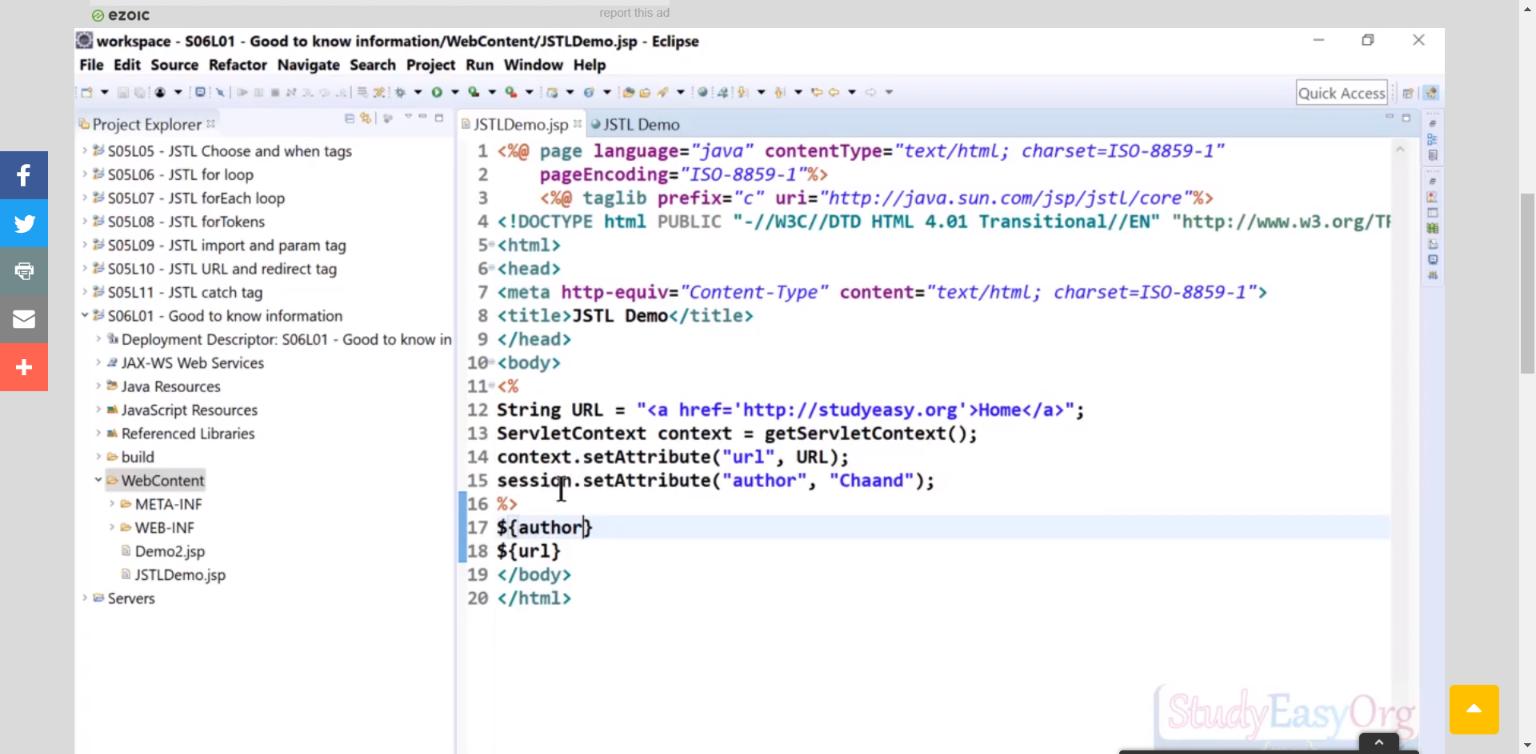 ezoic
report this ad
workspace - S06L01 - Good to know information/WebContent/JSTLDemo.jsp - Eclipse
File Edit Source Refactor Navigate Search Project Run Window Help
Quick Access
Project Explorer
S05L05 - JSTL Choose and when tags
S05L06 - JSTL for loop
S05L07 - JSTL forEach loop
S05L08 - JSTL forTokens
S05L09 - JSTL import and param tag
S05L10 - JSTL URL and redirect tag
S05L11 - JSTL catch tag
S06L01 - Good to know information
Deployment Descriptor: S06L01 - Good to know in
JAX-WS Web Services
Java Resources
JavaScript Resources
Referenced Libraries
build
WebContent
META-INF
WEB-INF
Demo2.jsp
JSTLDemo.jsp
Servers
JSTLDemo.jsp JSTL Demo
1 <%@ page language="java" contentType="text/html; charset=ISO-8859-1"
2 pageEncoding="ISO-8859-1"%>
3 <%@ taglib prefix="c" uri="http://java.sun.com/jsp/jstl/core"%>
4 <!DOCTYPE html PUBLIC "-//W3C//DTD HTML 4.01 Transitional//EN" "http://www.w3.org/TR
5 <html>
6 <head>
7 <meta http-equiv="Content-Type" content="text/html; charset=ISO-8859-1">
8 <title>JSTL Demo</title>
9 </head>
10 <body>
11 <%
12 String URL = "<a href='http://studyeasy.org'>Home</a>";
13 ServletContext context = getServletContext();
14 context.setAttribute("url", URL);
15 session.setAttribute("author", "Chaand");
16 %>
17 ${author}
18 ${url}
19 </body>
20 </html>
StudyEasyOrg